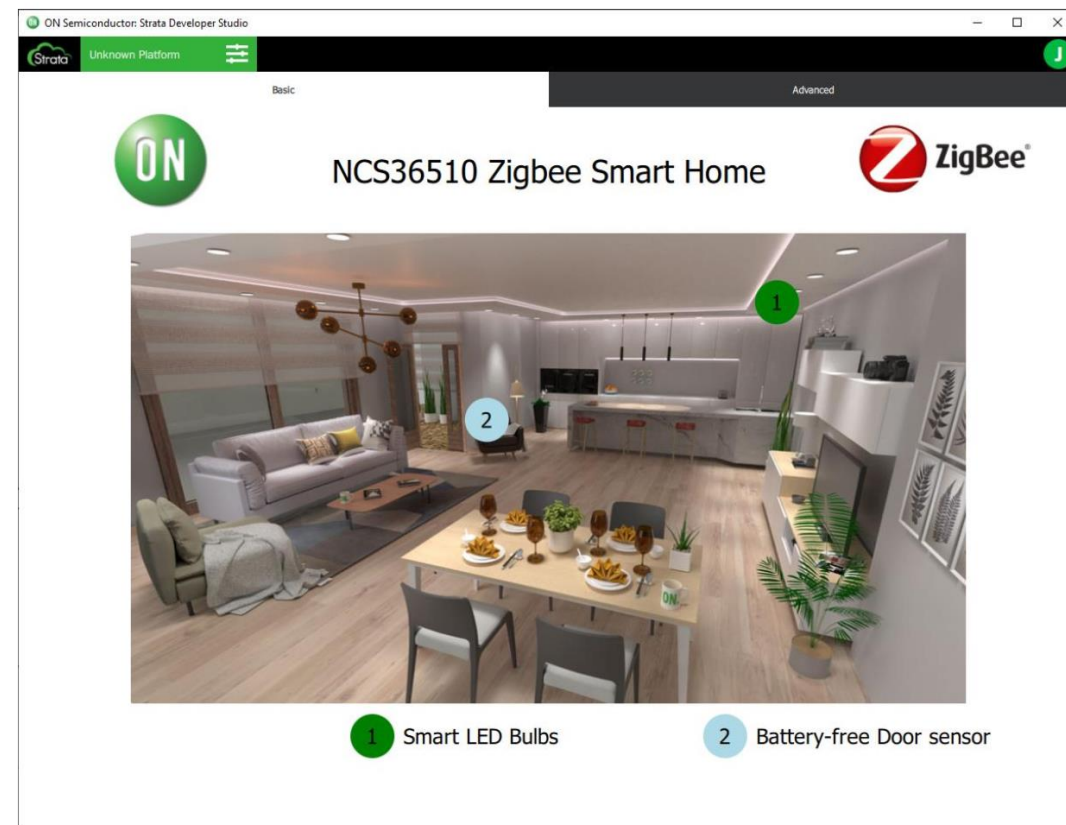 ON Semiconductor: Strata Developer Studio
Strata
Unknown Platform
J
Basic
Advanced
ON
NCS36510 Zigbee Smart Home
ZigBee®
1
2
ON
1 Smart LED Bulbs
2 Battery-free Door sensor